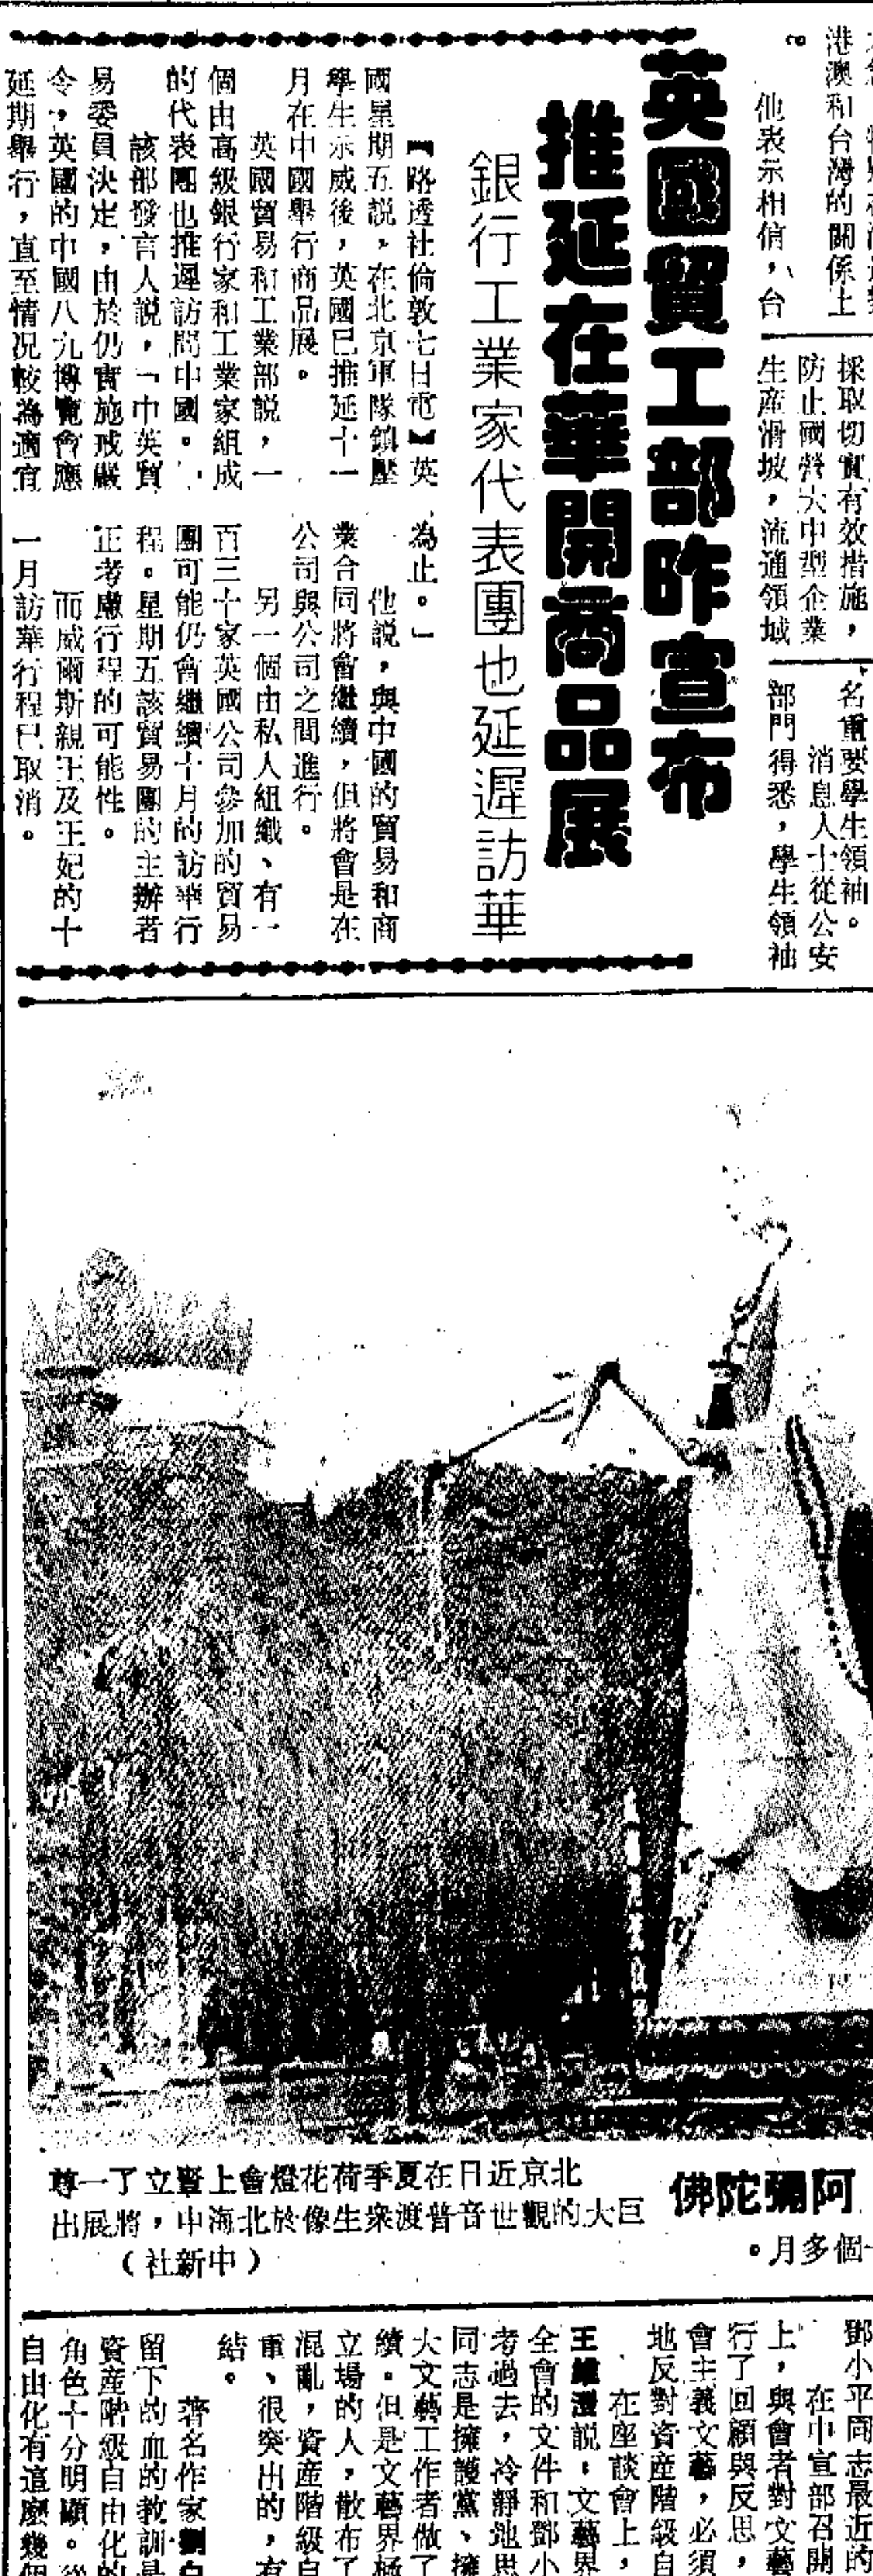 港澳和台灣的關係上
。
他表示相信，台
採取切實有效措施，
防止國營大中型企業
生產滑坡，流通領域
名重要學生領袖。
消息人士從公安
部門得悉，學生領袖
英國貿工部昨宣布
推延在華開商品展
銀行工業家代表團也延遲訪華
【路透社倫敦七日電】英
國星期五說，在北京軍隊鎮壓
學生示威後，英國已推延十一
月在中國舉行商品展。
英國貿易和工業部說，一
個由高級銀行家和工業家組成
的代表團也推遲訪問中國。
該部發言人說，「中英貿
易委員決定，由於仍實施戒嚴
令，英國的中國八九博覽會應
延期舉行，直至情況較為適宜
為止。」
他說，與中國的貿易和商
業合同將會繼續，但將會是在
公司與公司之間進行。
另一個由私人組織、有一
百三十家英國公司參加的貿易
團可能仍會繼續十月的訪華行
程。星期五該貿易團的主辦者
正考慮行程的可能性。
而威爾斯親王及王妃的十
一月訪華行程已取消。
阿彌陀佛
北京近日在夏季荷花燈會上豎立了一尊
巨大的觀世音普渡衆生像於北海中，將展出
一個多月。
（中新社）
鄧小平同志最近的
在中宣部召開
上，與會者對文藝
行了回顧與反思，
會主義文藝，必須
地反對資產階級自
在座談會上，
王維澄說，文藝界
全會的文件和鄧小
考過去，冷靜地思
同志是擁護黨、擁
大文藝工作者做了
績。但是文藝界極
立場的人，散布了
混亂，資產階級自
重、很突出的，有
結。
著名作家劉白
留下的血的教訓是
資產階級自由化的
角色十分明顯。從
自由化有這麼幾個